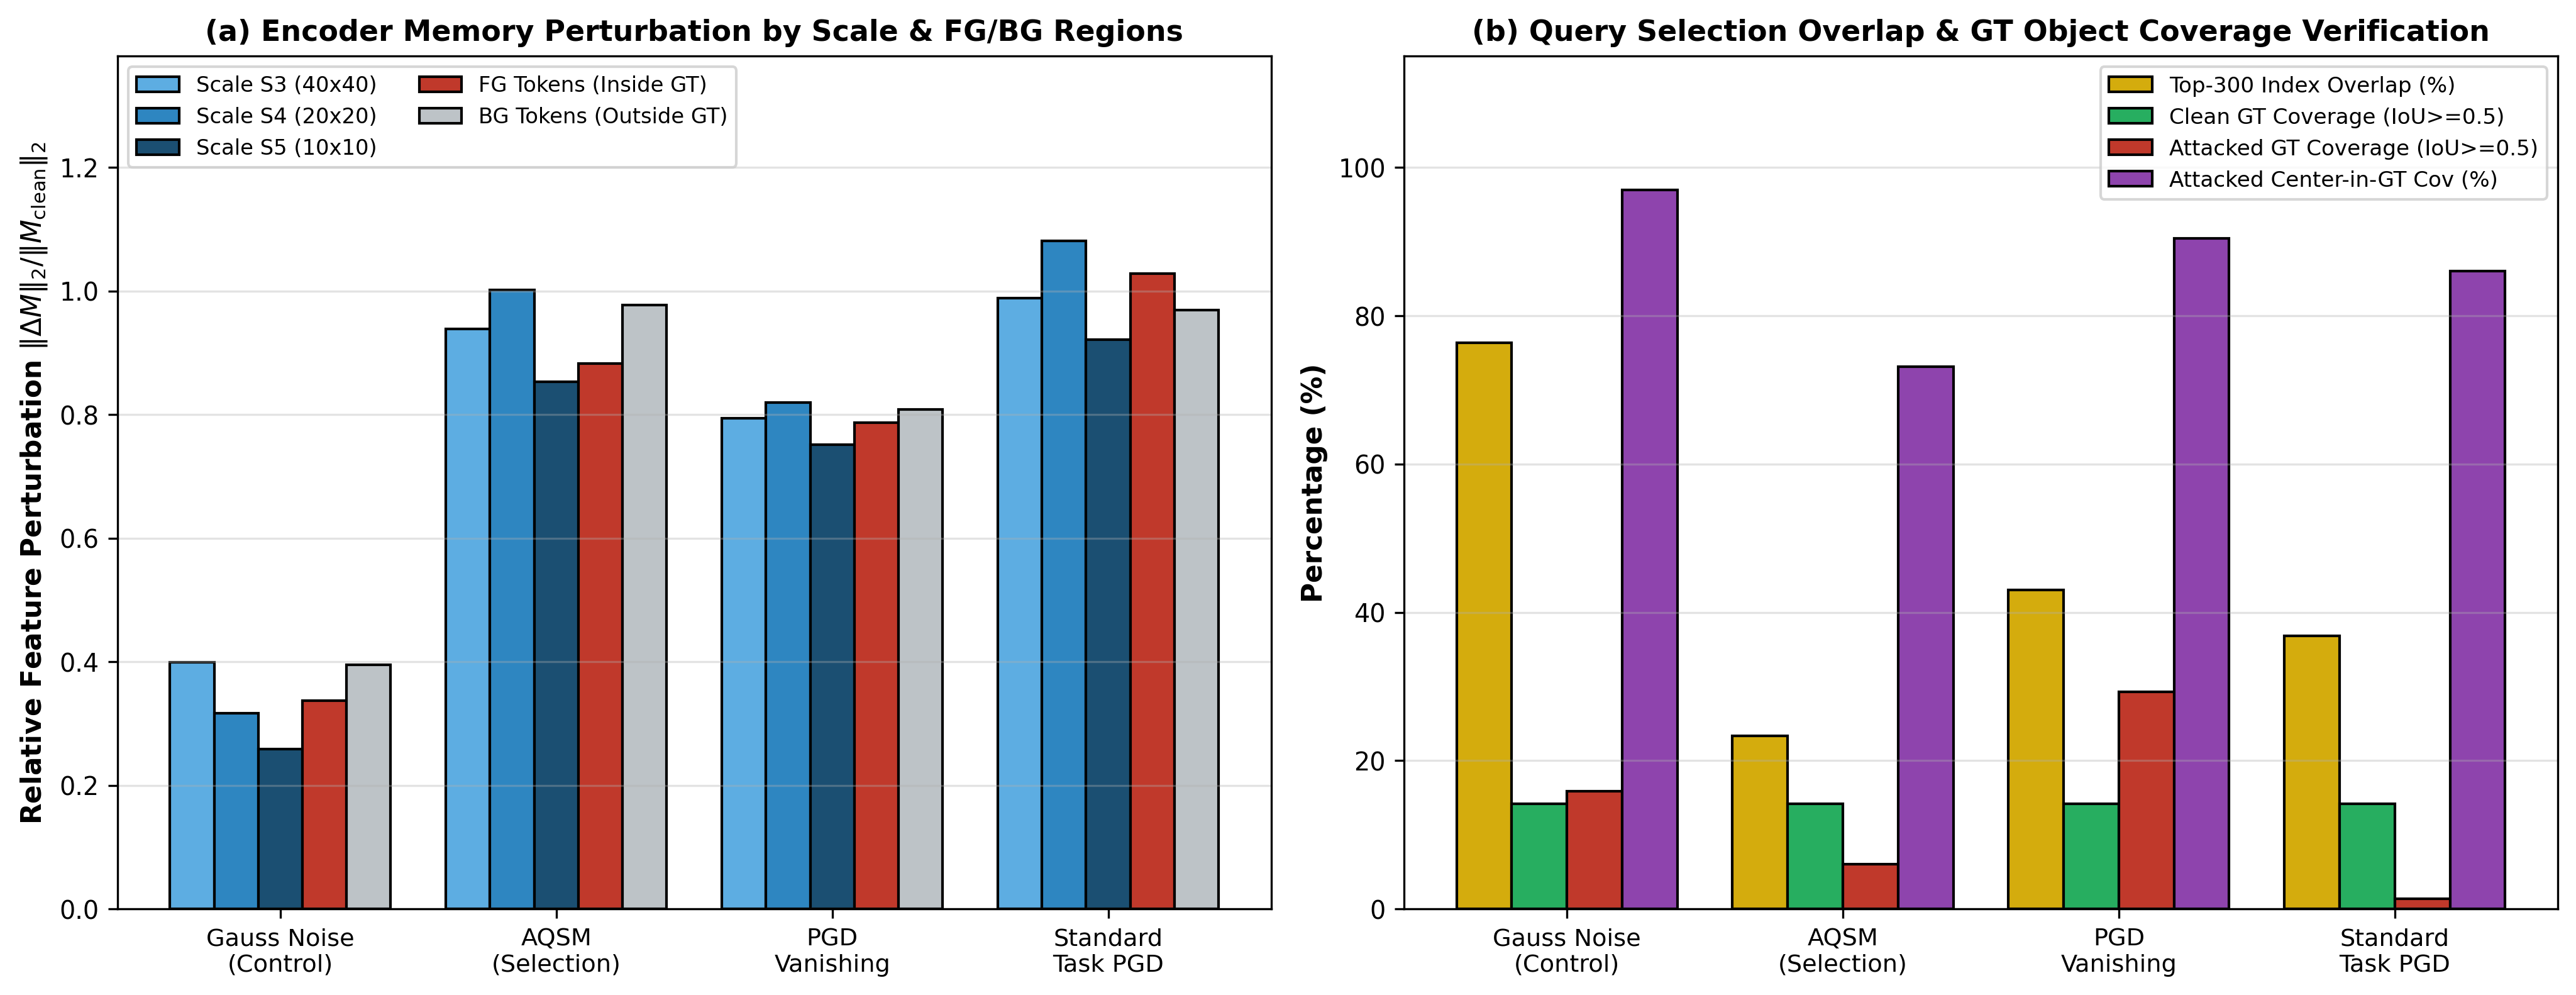 (a) Encoder Memory Perturbation by Scale & FG/BG Regions
Relative Feature Perturbation ‖ΔM‖₂/‖M_clean‖₂
Scale S3 (40x40)
Scale S4 (20x20)
Scale S5 (10x10)
FG Tokens (Inside GT)
BG Tokens (Outside GT)
1.2
1.0
0.8
0.6
0.4
0.2
0.0
Gauss Noise
(Control)
AQSM
(Selection)
PGD
Vanishing
Standard
Task PGD
(b) Query Selection Overlap & GT Object Coverage Verification
Percentage (%)
Top-300 Index Overlap (%)
Clean GT Coverage (IoU>=0.5)
Attacked GT Coverage (IoU>=0.5)
Attacked Center-in-GT Cov (%)
100
80
60
40
20
0
Gauss Noise
(Control)
AQSM
(Selection)
PGD
Vanishing
Standard
Task PGD